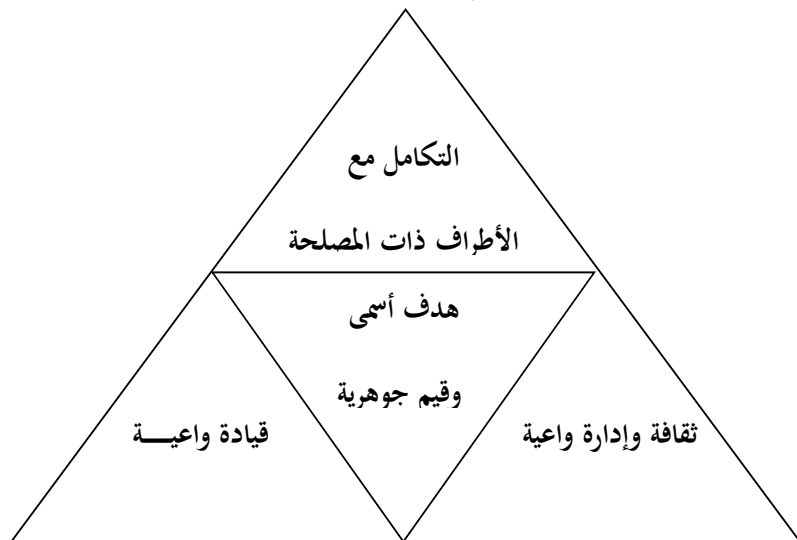 التكامل مع
الأطراف ذات المصلحة
هدف أسمى
وقيم جوهرية
ثقافة وإدارة واعية
قيادة واعيـــة